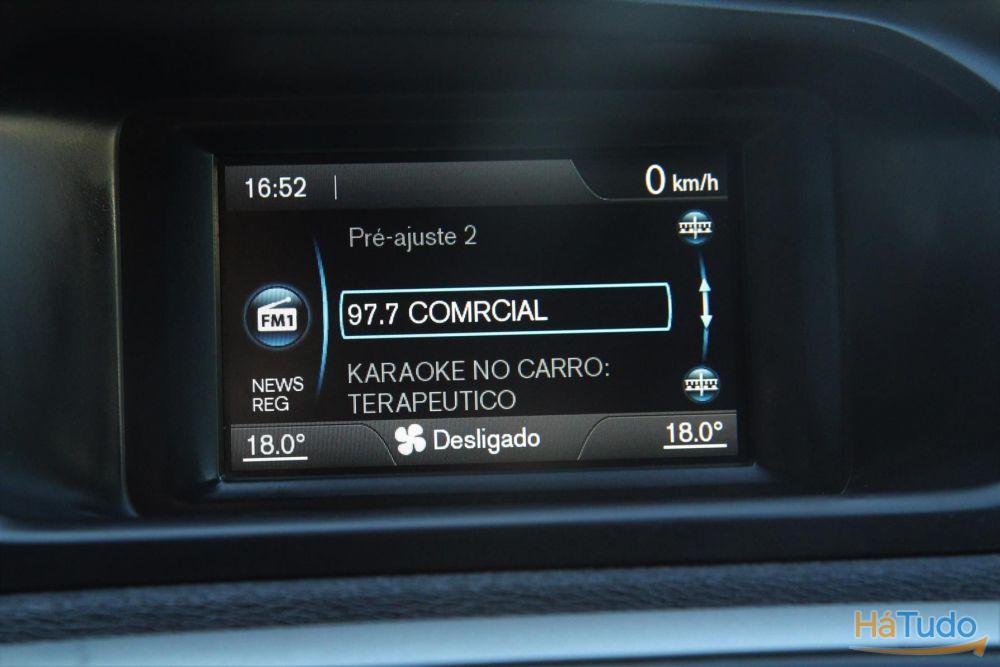 16:52
0 km/h
Pré-ajuste 2
FM1
97.7 COMRCIAL
NEWS
REG
KARAOKE NO CARRO:
TERAPEUTICO
18.0°
Desligado
18.0°
HáTudo